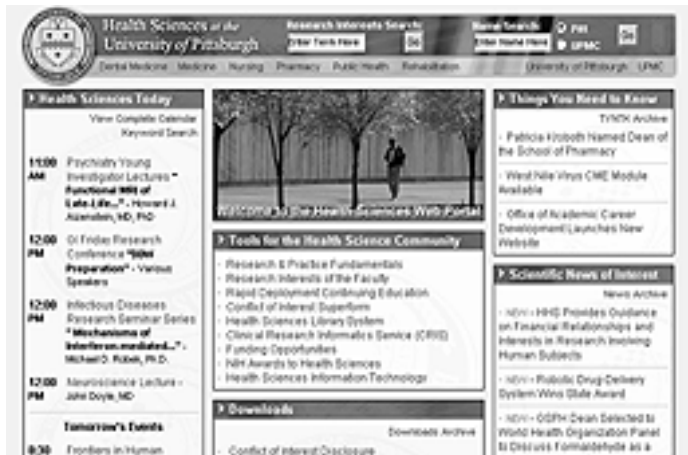 Health Sciences at the
University of Pittsburgh
Research Interests Search:
Enter Term Here
Go
Name Search:
Enter Name Here
Pitt
UPMC
Go
Dental Medicine Medicine Nursing Pharmacy Public Health Rehabilitation
University of Pittsburgh UPMC
Health Sciences Today
View Complete Calendar
Keyword Search
11:00 AM
Psychiatry Young
Investigator Lectures "
Functional MRI of
Late-Life..." - Howard J.
Aizenstein, MD, PhD
12:00 PM
GI Friday Research
Conference "
Preparation" - Various
Speakers
12:00 PM
Infectious Diseases
Research Seminar Series
" Mechanisms of
Interferon-mediated..." -
Michael D. Ph.D.
12:00 PM
Neuroscience Lecture -
John Doyle, MD
Tomorrow's Events
8:30
Frontiers in Human
Welcome to the Health Sciences Web Portal
Tools for the Health Science Community
- Research & Practice Fundamentals
- Research Interests of the Faculty
- Rapid Deployment Continuing Education
- Conflict of Interest Superform
- Health Sciences Library System
- Clinical Research Informatics Service (CRIS)
- Funding Opportunities
- NIH Awards to Health Sciences
- Health Sciences Information Technology
Downloads
Downloads Archive
- Conflict of Interest Disclosure
Things You Need to Know
TYNTK Archive
- Patricia Kroboth Named Dean of
the School of Pharmacy
- West Nile Virus CME Module
Available
- Office of Academic Career
Development Launches New
Website
Scientific News of Interest
News Archive
- NEW - HHS Provides Guidance
on Financial Relationships and
Interests in Research Involving
Human Subjects
- NEW - Robotic Drug-Delivery
System Wins State Award
- NEW - GSPH Dean Selected to
World Health Organization Panel
to Discuss Formaldehyde as a